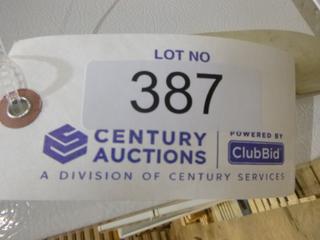 LOT NO
387
CENTURY
AUCTIONS
POWERED BY
ClubBid
A DIVISION OF CENTURY SERVICES